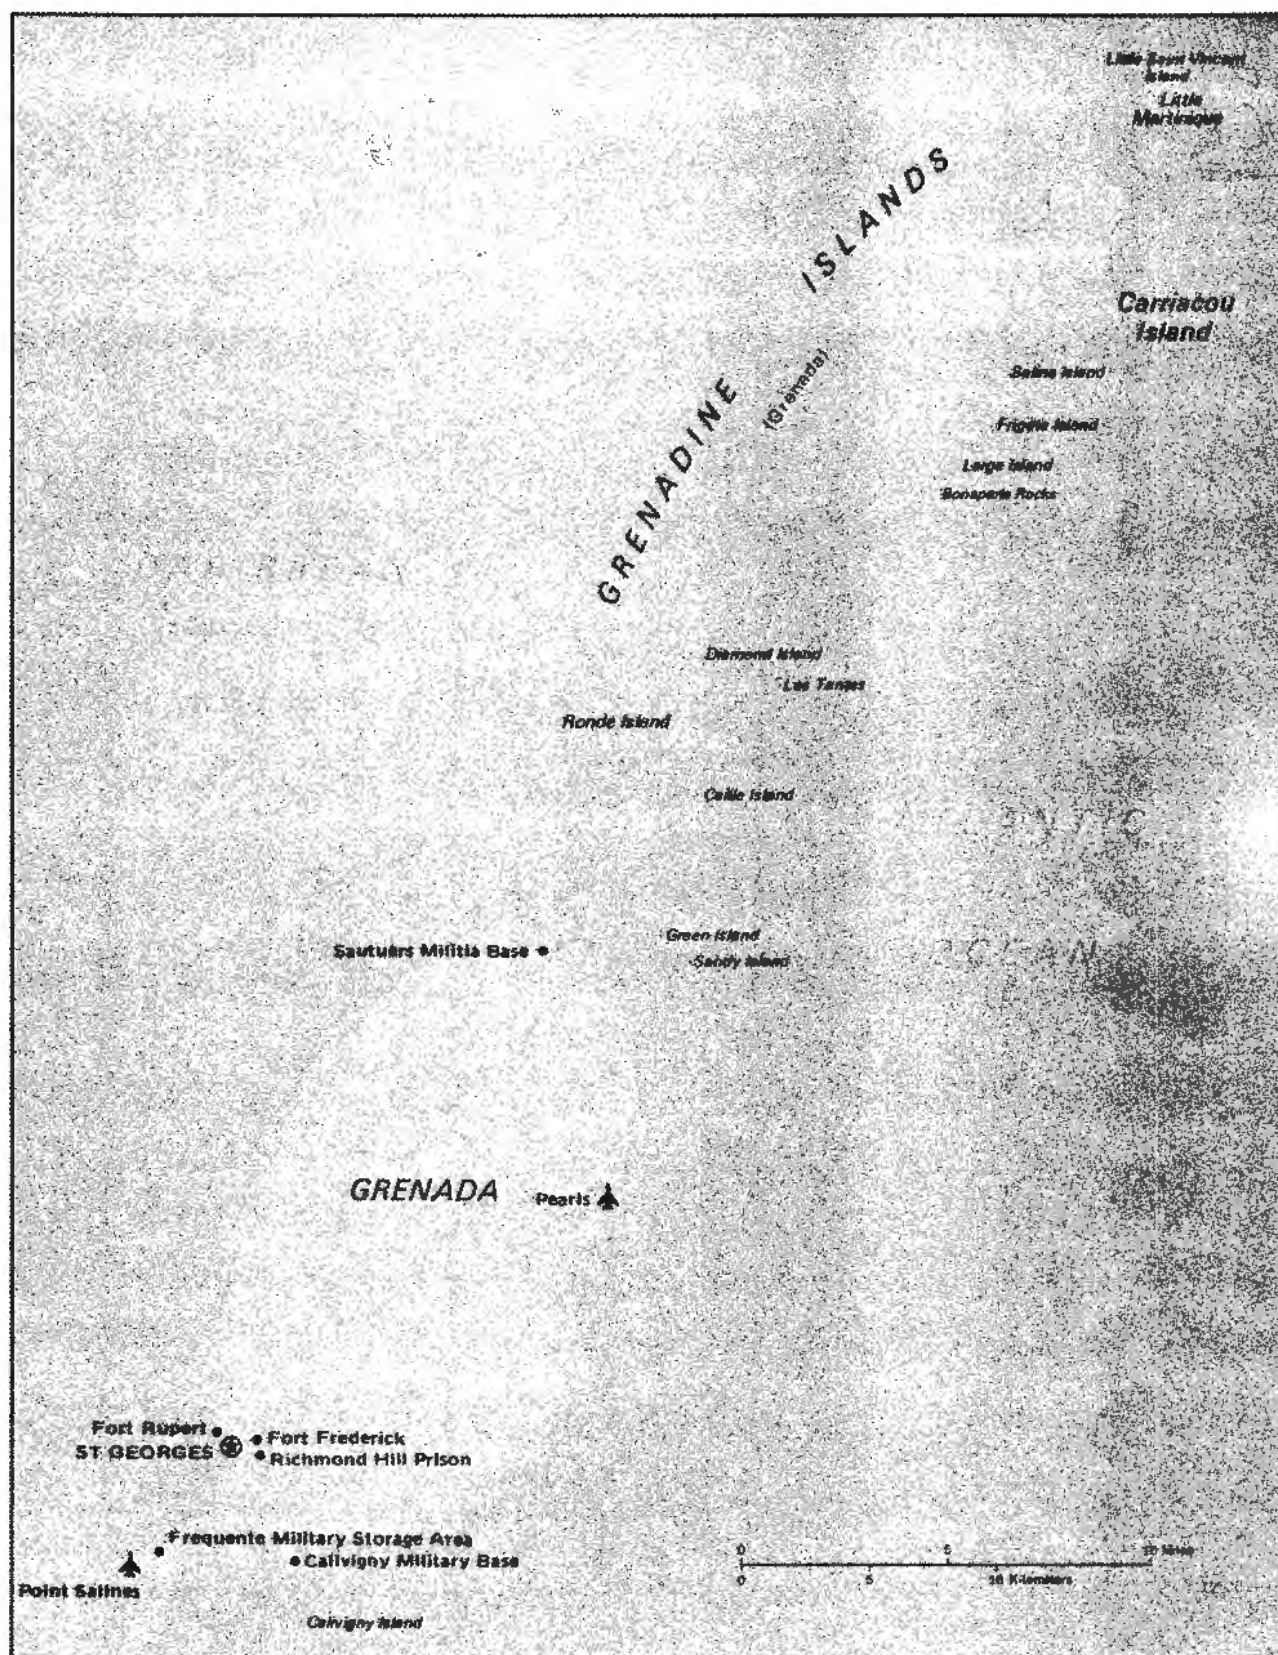 Little Saint Vincent
Island
Little
Martinique
GRENADINE ISLANDS
(Grenada)
Carriacou
Island
Saline Island
Frigate Island
Large Island
Bonaparte Rocks
Diamond Island
Les Tantes
Ronde Island
Caille Island
Green Island
Sandy Island
Sautuers Militia Base
GRENADA
Pearls
Fort Rupert
ST GEORGES
Fort Frederick
Richmond Hill Prison
Frequente Military Storage Area
Calivigny Military Base
Point Salines
Calivigny Island
0 5 10 Miles
0 5 10 Kilometers